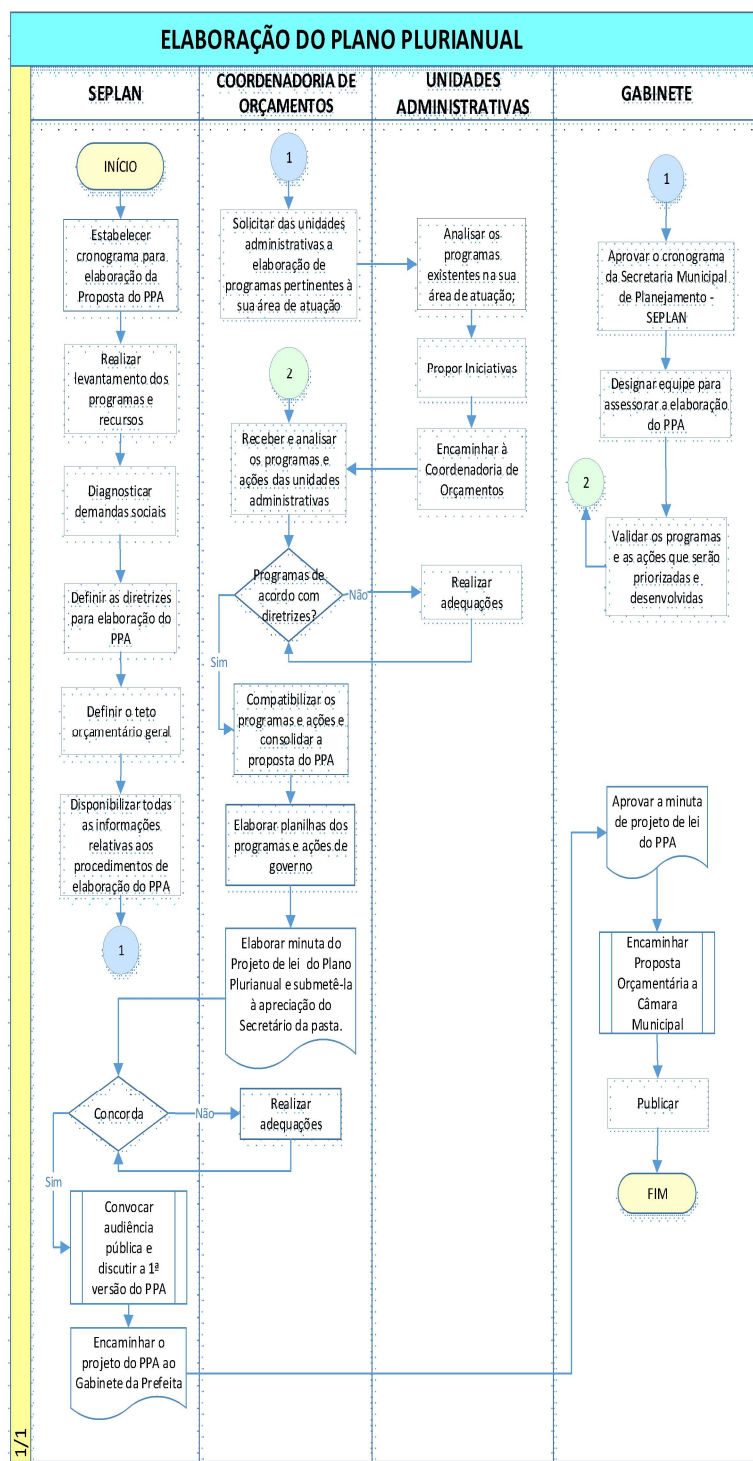 ELABORAÇÃO DO PLANO PLURIANUAL
SEPLAN
COORDENADORIA DE
ORÇAMENTOS
UNIDADES
ADMINISTRATIVAS
GABINETE
INÍCIO
Estabelecer
cronograma para
elaboração da
Proposta do PPA
Realizar
levantamento dos
programas e
recursos
Diagnosticar
demandas sociais
Definir as diretrizes
para elaboração do
PPA
Definir o teto
orçamentário geral
Disponibilizar todas
as informações
relativas aos
procedimentos de
elaboração do PPA
1
Concorda
Não
Sim
Convocar
audiência
pública e
discutir a 1ª
versão do PPA
Encaminhar o
projeto do PPA ao
Gabinete da Prefeita
1
Solicitar das unidades
administrativas a
elaboração de
programas pertinentes à
sua área de atuação
2
Receber e analisar
os programas e
ações das unidades
administrativas
Programas de
acordo com
diretrizes?
Não
Sim
Compatibilizar os
programas e ações e
consolidar a
proposta do PPA
Elaborar planilhas dos
programas e ações de
governo
Elaborar minuta do
Projeto de lei do Plano
Plurianual e submetê-la
à apreciação do
Secretário da pasta.
Realizar
adequações
Analisar os
programas
existentes na sua
área de atuação;
Propor Iniciativas
Encaminhar à
Coordenadoria de
Orçamentos
Realizar
adequações
1
Aprovar o cronograma
da Secretaria Municipal
de Planejamento -
SEPLAN
Designar equipe para
assessorar a elaboração
do PPA
2
Validar os programas
e as ações que serão
priorizadas e
desenvolvidas
Aprovar a minuta
de projeto de lei
do PPA
Encaminhar
Proposta
Orçamentária a
Câmara
Municipal
Publicar
FIM
1/1